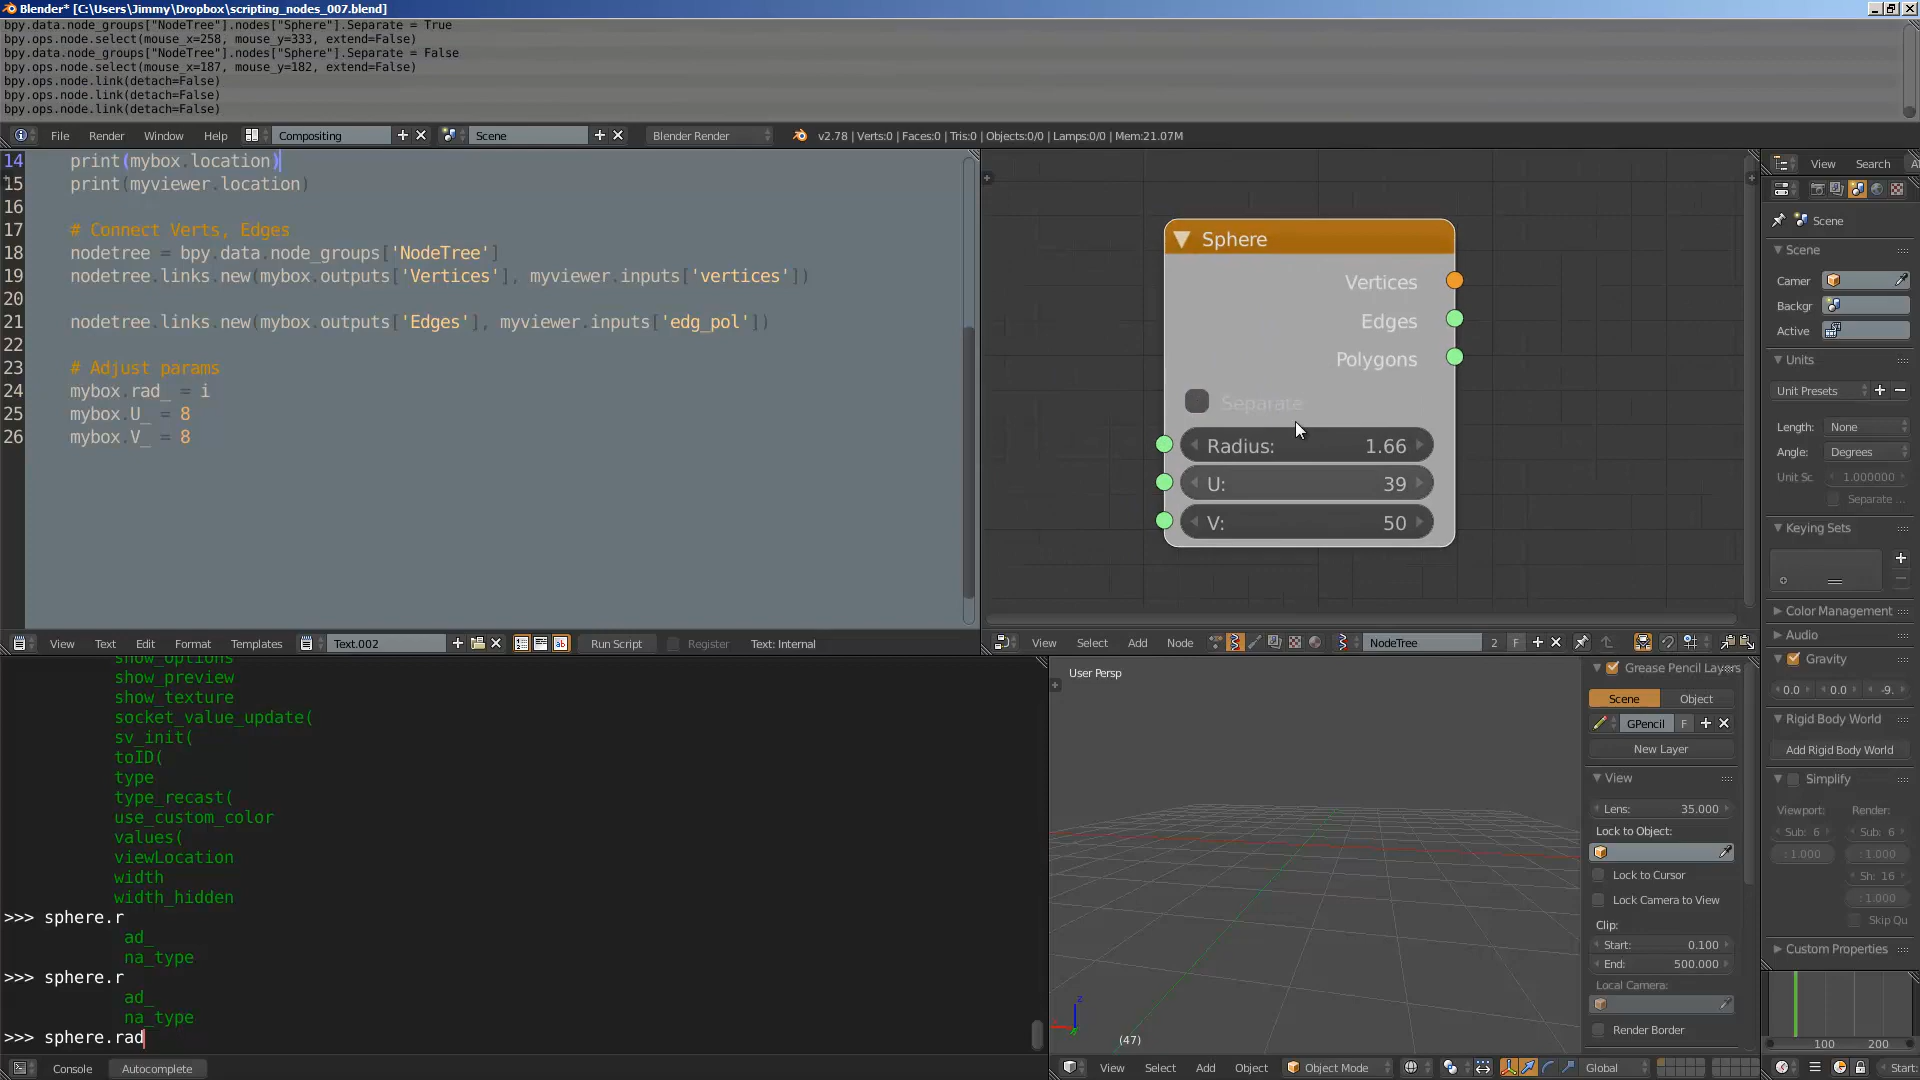 Blender* [C:\Users\Jimmy\Dropbox\scripting_nodes_007.blend]
bpy.data.node_groups["NodeTree"].nodes["Sphere"].Separate = True
bpy.ops.node.select(mouse_x=258, mouse_y=333, extend=False)
bpy.data.node_groups["NodeTree"].nodes["Sphere"].Separate = False
bpy.ops.node.select(mouse_x=187, mouse_y=182, extend=False)
bpy.ops.node.link(detach=False)
bpy.ops.node.link(detach=False)
bpy.ops.node.link(detach=False)
File Render Window Help Compositing Scene Blender Render v2.78 | Verts:0 | Faces:0 | Tris:0 | Objects:0/0 | Lamps:0/0 | Mem:21.07M
14 print(mybox.location)
15 print(myviewer.location)
16
17 # Connect Verts, Edges
18 nodetree = bpy.data.node_groups['NodeTree']
19 nodetree.links.new(mybox.outputs['Vertices'], myviewer.inputs['vertices'])
20
21 nodetree.links.new(mybox.outputs['Edges'], myviewer.inputs['edg_pol'])
22
23 # Adjust params
24 mybox.rad_ = i
25 mybox.U_ = 8
26 mybox.V_ = 8
View Edit Format Templates Text.002 Run Script Register Text: Internal
Sphere
Vertices
Edges
Polygons
Separate
Radius: 1.66
U: 39
V: 50
View Select Add Node NodeTree 2 F
show_options
show_preview
show_texture
socket_value_update(
sv_init(
toID(
type
type_recast(
use_custom_color
values(
viewLocation
width
width_hidden
>>> sphere.r
ad_
na_type
>>> sphere.r
ad_
na_type
>>> sphere.rad
Console Autocomplete
User Persp
(47)
View Select Add Object Object Mode Global
Grease Pencil Layers
Scene Object
GPencil F
New Layer
View
Lens: 35.000
Lock to Object:
Lock to Cursor
Lock Camera to View
Clip:
Start: 0.100
End: 500.000
Local Camera:
Render Border
View Search
Scene
Scene
Camer
Backgr
Active
Units
Unit Presets
Length: None
Angle: Degrees
Unit Sc 1.000000
Separate ...
Keying Sets
Color Management
Audio
Gravity
0.0 0.0 -9.
Rigid Body World
Add Rigid Body World
Simplify
Viewport: Render:
Sub: 6 Sub: 6
: 1.000 : 1.000
Sh: 16
: 1.000
Skip Qu
Custom Properties
100 200
Start: